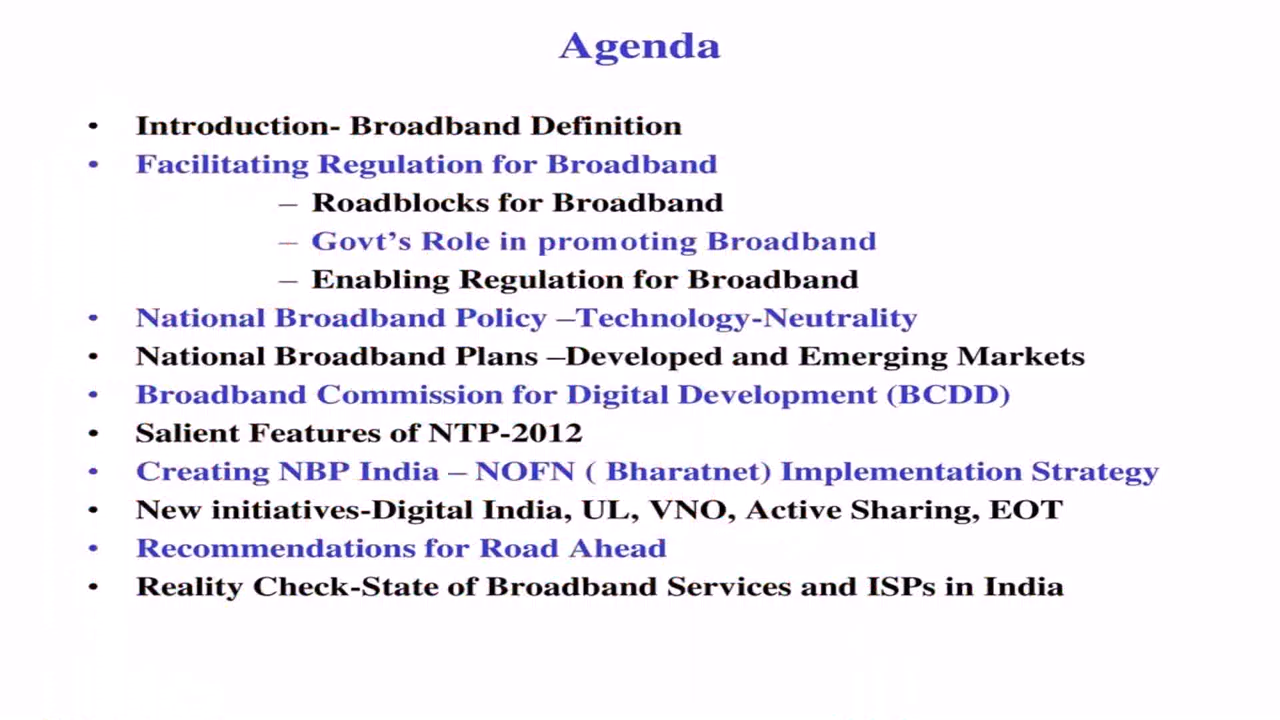 Agenda
• Introduction- Broadband Definition
• Facilitating Regulation for Broadband
– Roadblocks for Broadband
– Govt’s Role in promoting Broadband
– Enabling Regulation for Broadband
• National Broadband Policy –Technology-Neutrality
• National Broadband Plans –Developed and Emerging Markets
• Broadband Commission for Digital Development (BCDD)
• Salient Features of NTP-2012
• Creating NBP India – NOFN ( Bharatnet) Implementation Strategy
• New initiatives-Digital India, UL, VNO, Active Sharing, EOT
• Recommendations for Road Ahead
• Reality Check-State of Broadband Services and ISPs in India